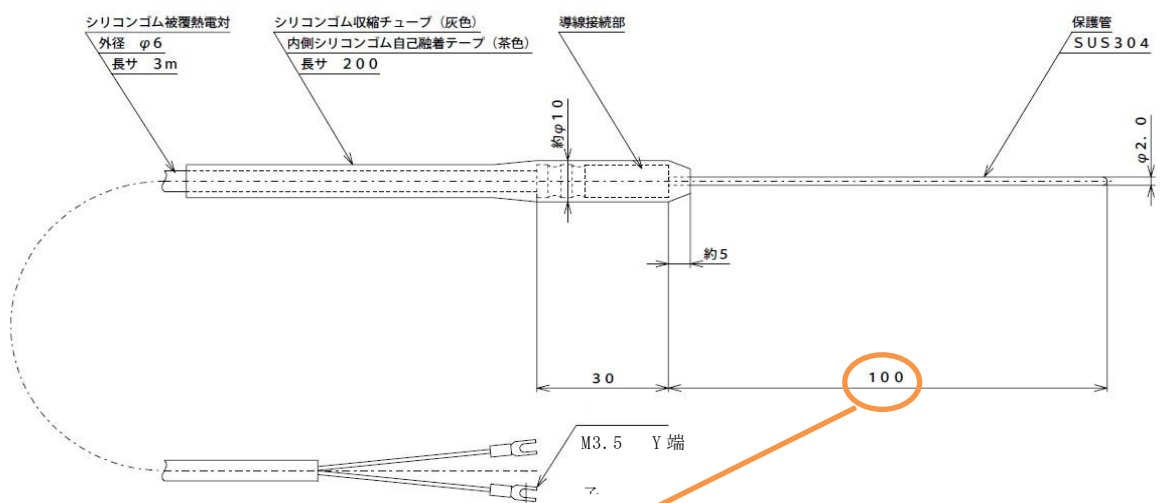 シリコンゴム被覆熱電対
外径 φ6
長サ 3m
シリコンゴム収縮チューブ（灰色）
内側シリコンゴム自己融着テープ（茶色）
長サ 200
導線接続部
保護管
SUS304
約φ10
φ2.0
約5
30
100
M3.5 Y端